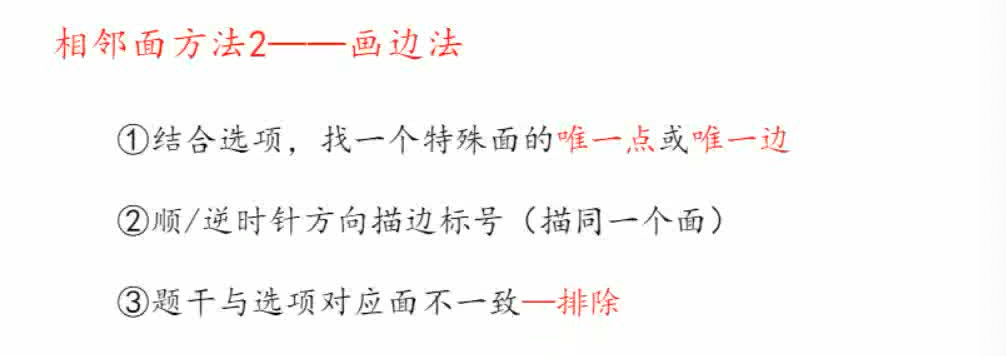 相邻面方法2——画边法
①结合选项，找一个特殊面的唯一点或唯一边
②顺/逆时针方向描边标号（描同一个面）
③题干与选项对应面不一致—排除